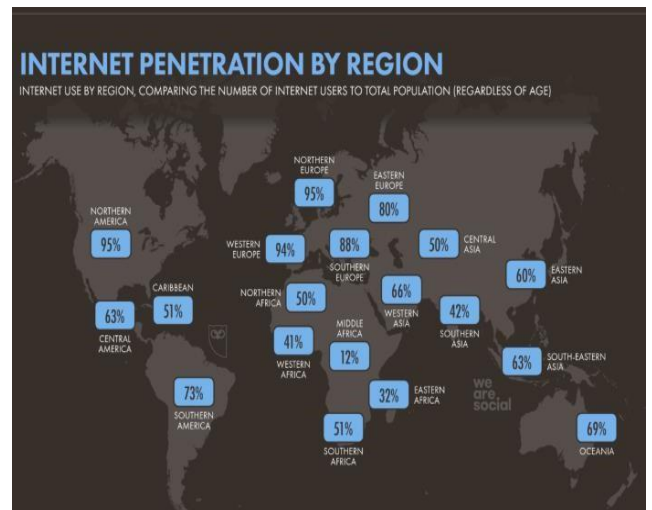 INTERNET PENETRATION BY REGION
INTERNET USE BY REGION, COMPARING THE NUMBER OF INTERNET USERS TO TOTAL POPULATION (REGARDLESS OF AGE)
NORTHERN
EUROPE
95%
EASTERN
EUROPE
80%
NORTHERN
AMERICA
95%
WESTERN
EUROPE
94%
88%
SOUTHERN
EUROPE
50%
CENTRAL
ASIA
60%
EASTERN
ASIA
CARIBBEAN
51%
63%
CENTRAL
AMERICA
NORTHERN
AFRICA
50%
66%
WESTERN
ASIA
42%
SOUTHERN
ASIA
41%
WESTERN
AFRICA
MIDDLE
AFRICA
12%
63%
SOUTH-EASTERN
ASIA
73%
SOUTHERN
AMERICA
32%
EASTERN
AFRICA
we
are
social
51%
SOUTHERN
AFRICA
69%
OCEANIA